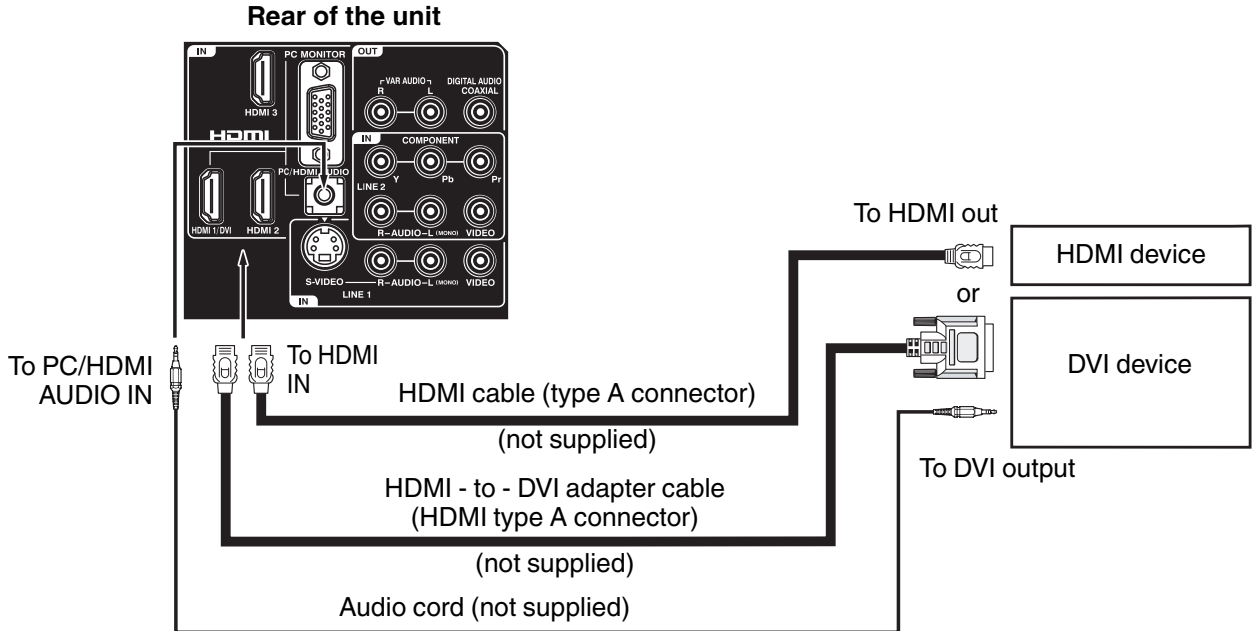 Rear of the unit
IN
PC MONITOR
OUT
VAR AUDIO
R
L
DIGITAL AUDIO
COAXIAL
HDMI 3
HDMI
IN
COMPONENT
PC/HDMI AUDIO
Y
Pb
Pr
LINE 2
HDMI 1/DVI
HDMI 2
R-AUDIO-L (MONO)
VIDEO
S-VIDEO
R-AUDIO-L (MONO)
VIDEO
LINE 1
IN
To HDMI out
HDMI device
or
DVI device
To PC/HDMI
AUDIO IN
To HDMI
IN
HDMI cable (type A connector)
(not supplied)
To DVI output
HDMI - to - DVI adapter cable
(HDMI type A connector)
(not supplied)
Audio cord (not supplied)